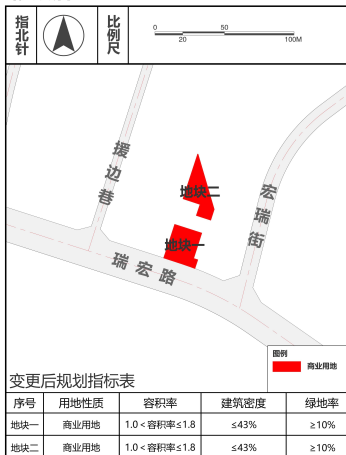 指北针
比例尺
0 50
20 100M
援边巷
地块二
宏瑞街
地块一
瑞宏路
图例
商业用地
变更后规划指标表
序号 用地性质 容积率 建筑密度 绿地率
地块一 商业用地 1.0＜容积率≤1.8 ≤43% ≥10%
地块二 商业用地 1.0＜容积率≤1.8 ≤43% ≥10%